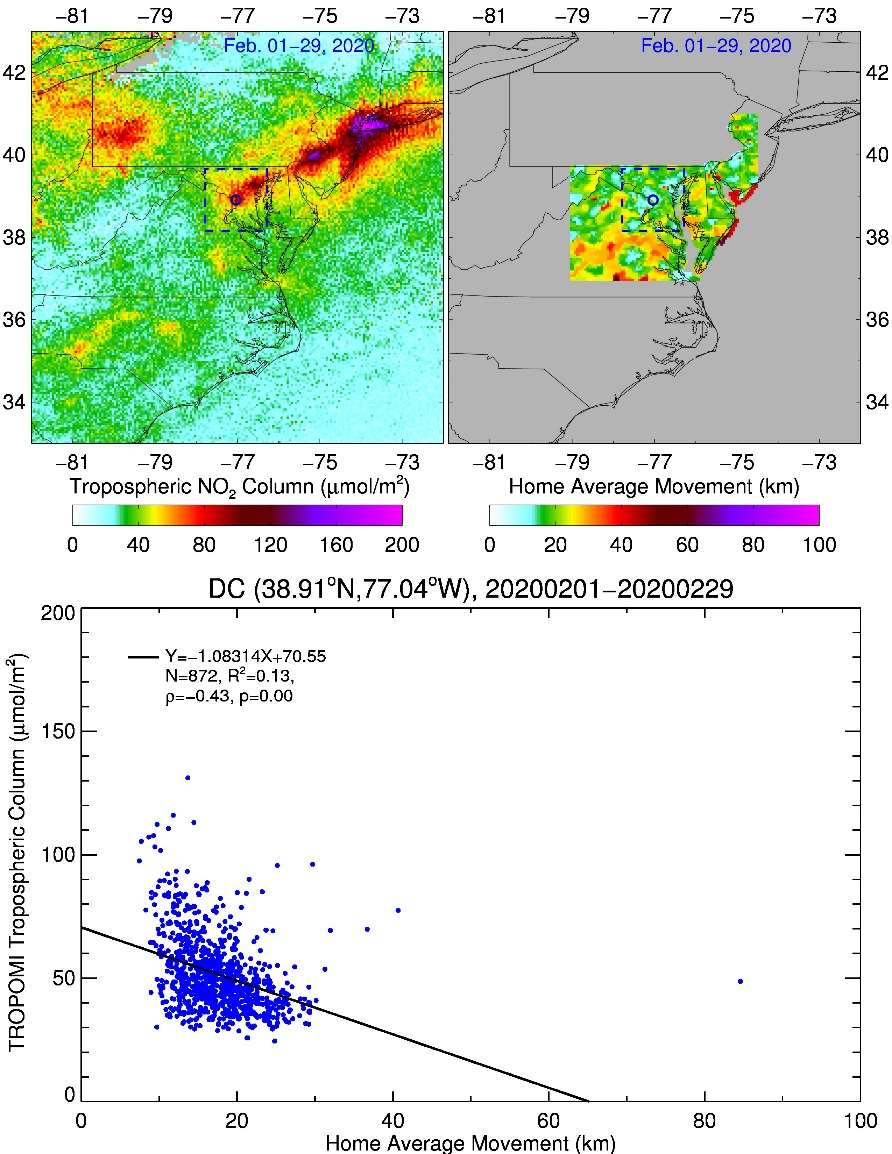 −81 −79 −77 −75 −73
−81 −79 −77 −75 −73
Feb. 01−29, 2020
Feb. 01−29, 2020
42
42
40
40
38
38
36
36
34
34
−81 −79 −77 −75 −73
−81 −79 −77 −75 −73
Tropospheric NO₂ Column (μmol/m²)
Home Average Movement (km)
0 40 80 120 160 200
0 20 40 60 80 100
DC (38.91°N,77.04°W), 20200201−20200229
200
Y=−1.08314X+70.55
N=872, R²=0.13,
ρ=−0.43, p=0.00
150
100
50
0
TROPOMI Tropospheric Column (μmol/m²)
0 20 40 60 80 100
Home Average Movement (km)